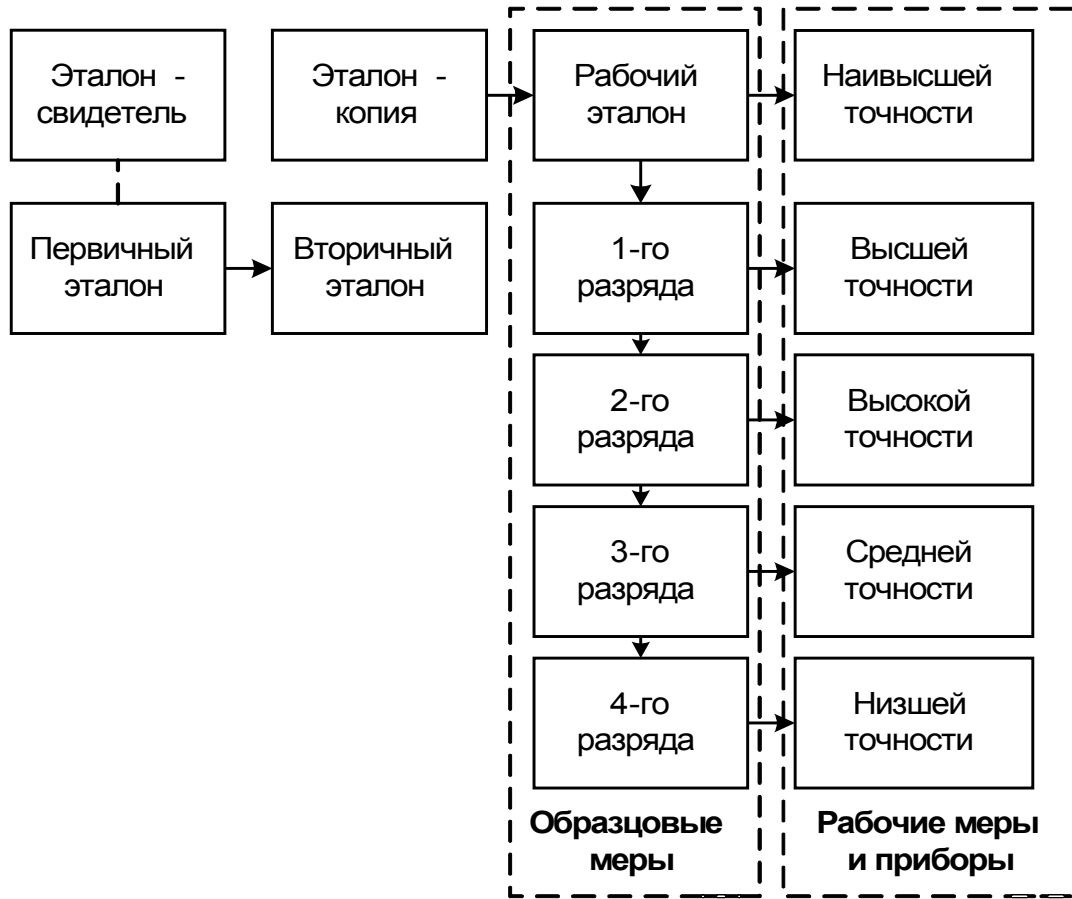 Эталон -
свидетель
Эталон -
копия
Рабочий
эталон
Наивысшей
точности
Первичный
эталон
Вторичный
эталон
1-го
разряда
Высшей
точности
2-го
разряда
Высокой
точности
3-го
разряда
Средней
точности
4-го
разряда
Низшей
точности
Образцовые
меры
Рабочие меры
и приборы